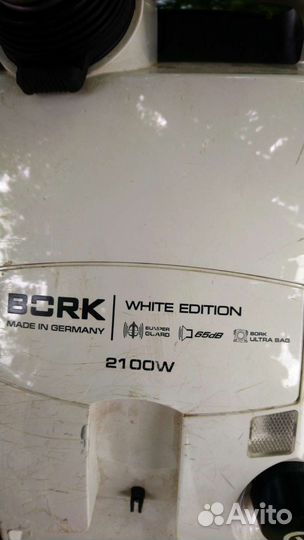 BORK
MADE IN GERMANY
WHITE EDITION
BUMPER GUARD
65dB
BORK ULTRA BAG
2100W
Avito